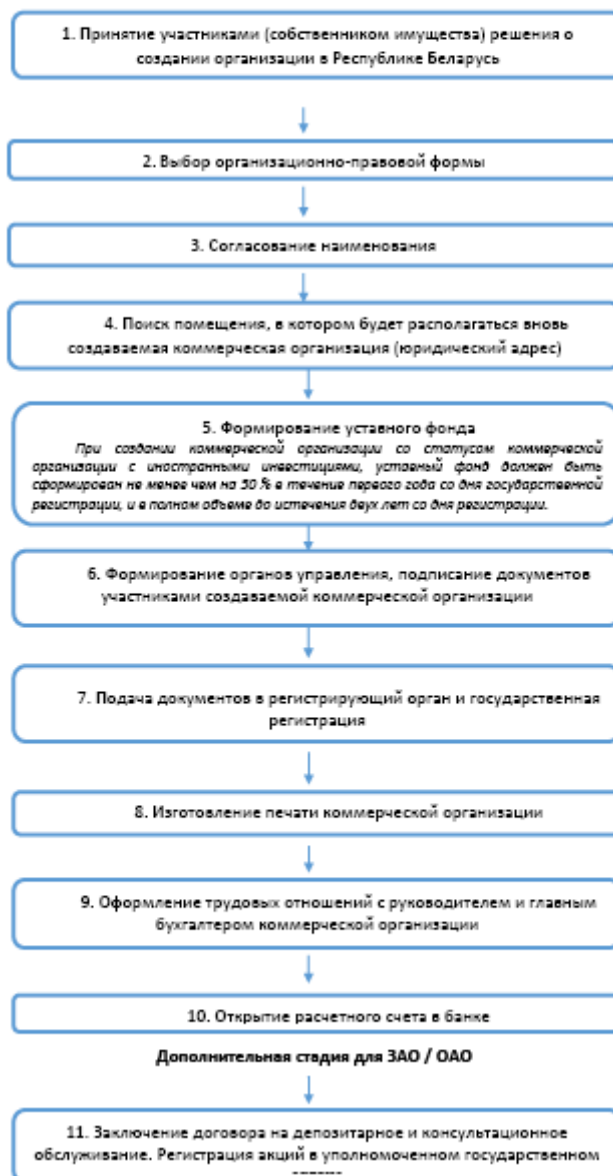 1. Принятие участниками (собственником имущества) решения о
создании организации в Республике Беларусь
2. Выбор организационно-правовой формы
3. Согласование наименования
4. Поиск помещения, в котором будет располагаться вновь
создаваемая коммерческая организация (юридический адрес)
5. Формирование уставного фонда
При создании коммерческой организации со статусом коммерческой
организации с иностранными инвестициями, уставный фонд должен быть
сформирован не менее чем на 50 % в течение первого года со дня государственной
регистрации, и в полном объеме до истечения двух лет со дня регистрации.
6. Формирование органов управления, подписание документов
участниками создаваемой коммерческой организации
7. Подача документов в регистрирующий орган и государственная
регистрация
8. Изготовление печати коммерческой организации
9. Оформление трудовых отношений с руководителем и главным
бухгалтером коммерческой организации
10. Открытие расчетного счета в банке
Дополнительная стадия для ЗАО / ОАО
11. Заключение договора на депозитарное и консультационное
обслуживание. Регистрация акций в уполномоченном государственном